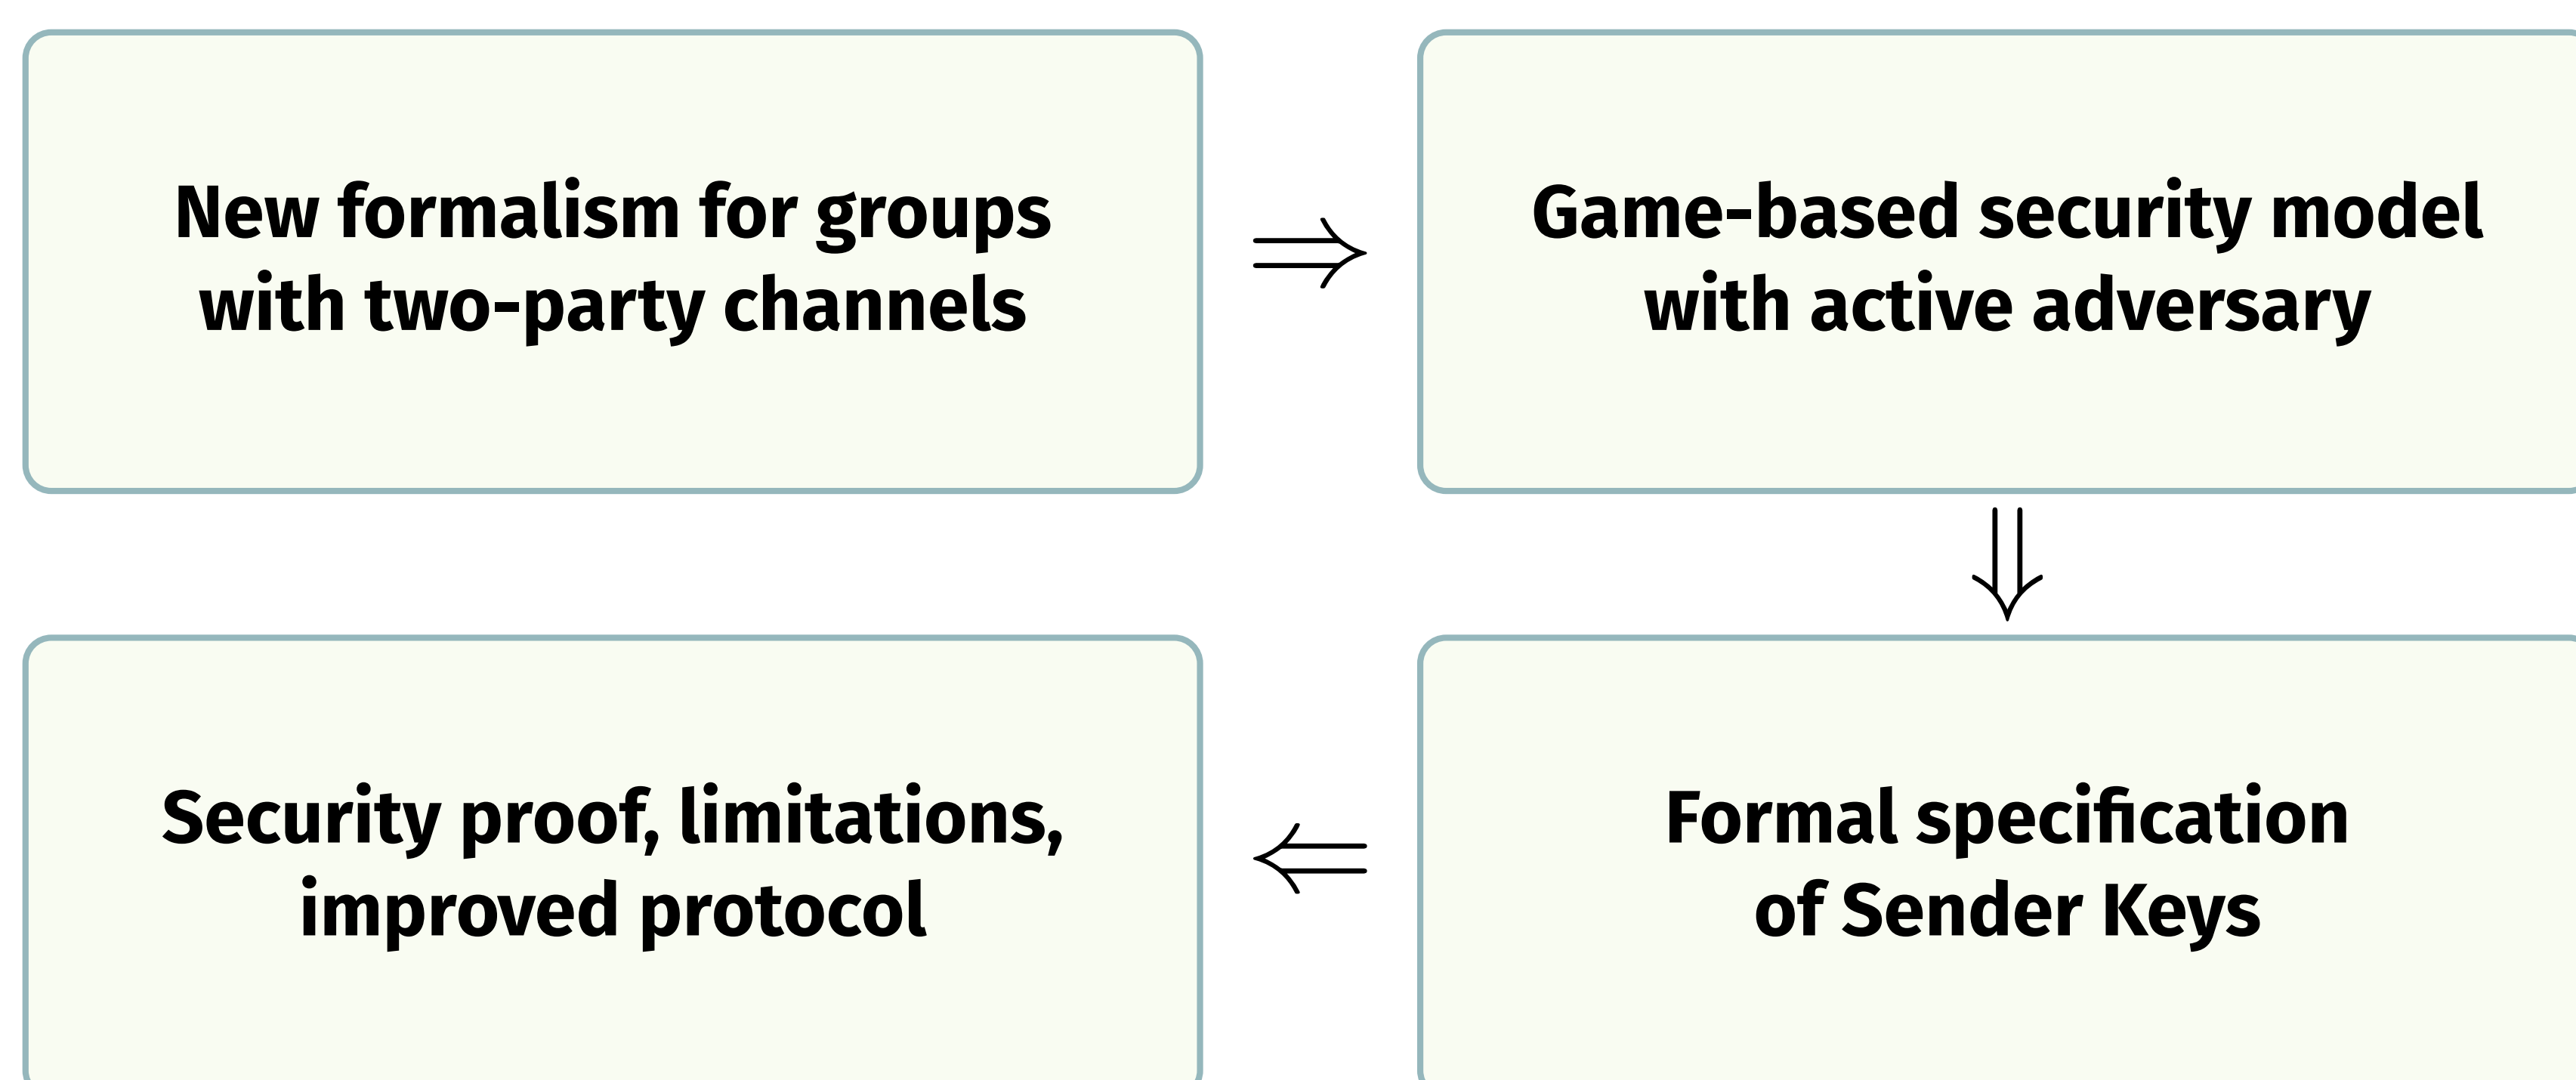 New formalism for groups
with two-party channels
Game-based security model
with active adversary
Security proof, limitations,
improved protocol
Formal specification
of Sender Keys